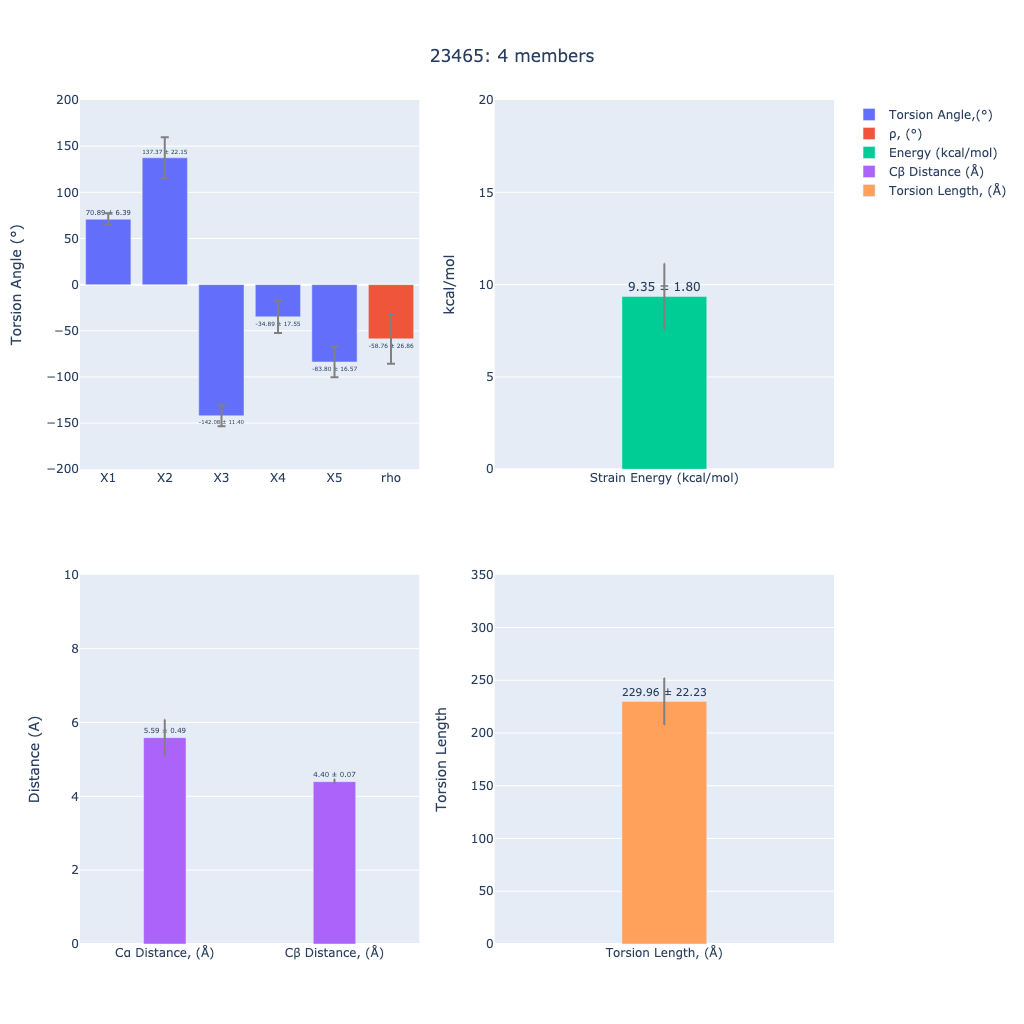 23465: 4 members
Torsion Angle (°)
200
150
100
50
0
−50
−100
−150
−200
70.89 ± 6.39
137.37 ± 22.15
-142.08 ± 11.40
-34.89 ± 17.55
-83.80 ± 16.57
-58.76 ± 26.86
X1 X2 X3 X4 X5 rho
kcal/mol
20
15
10
5
0
9.35 ± 1.80
Strain Energy (kcal/mol)
Torsion Angle,(°)
ρ, (°)
Energy (kcal/mol)
Cβ Distance (Å)
Torsion Length, (Å)
Distance (A)
10
8
6
4
2
0
5.59 ± 0.49
4.40 ± 0.07
Cα Distance, (Å) Cβ Distance, (Å)
Torsion Length
350
300
250
200
150
100
50
0
229.96 ± 22.23
Torsion Length, (Å)